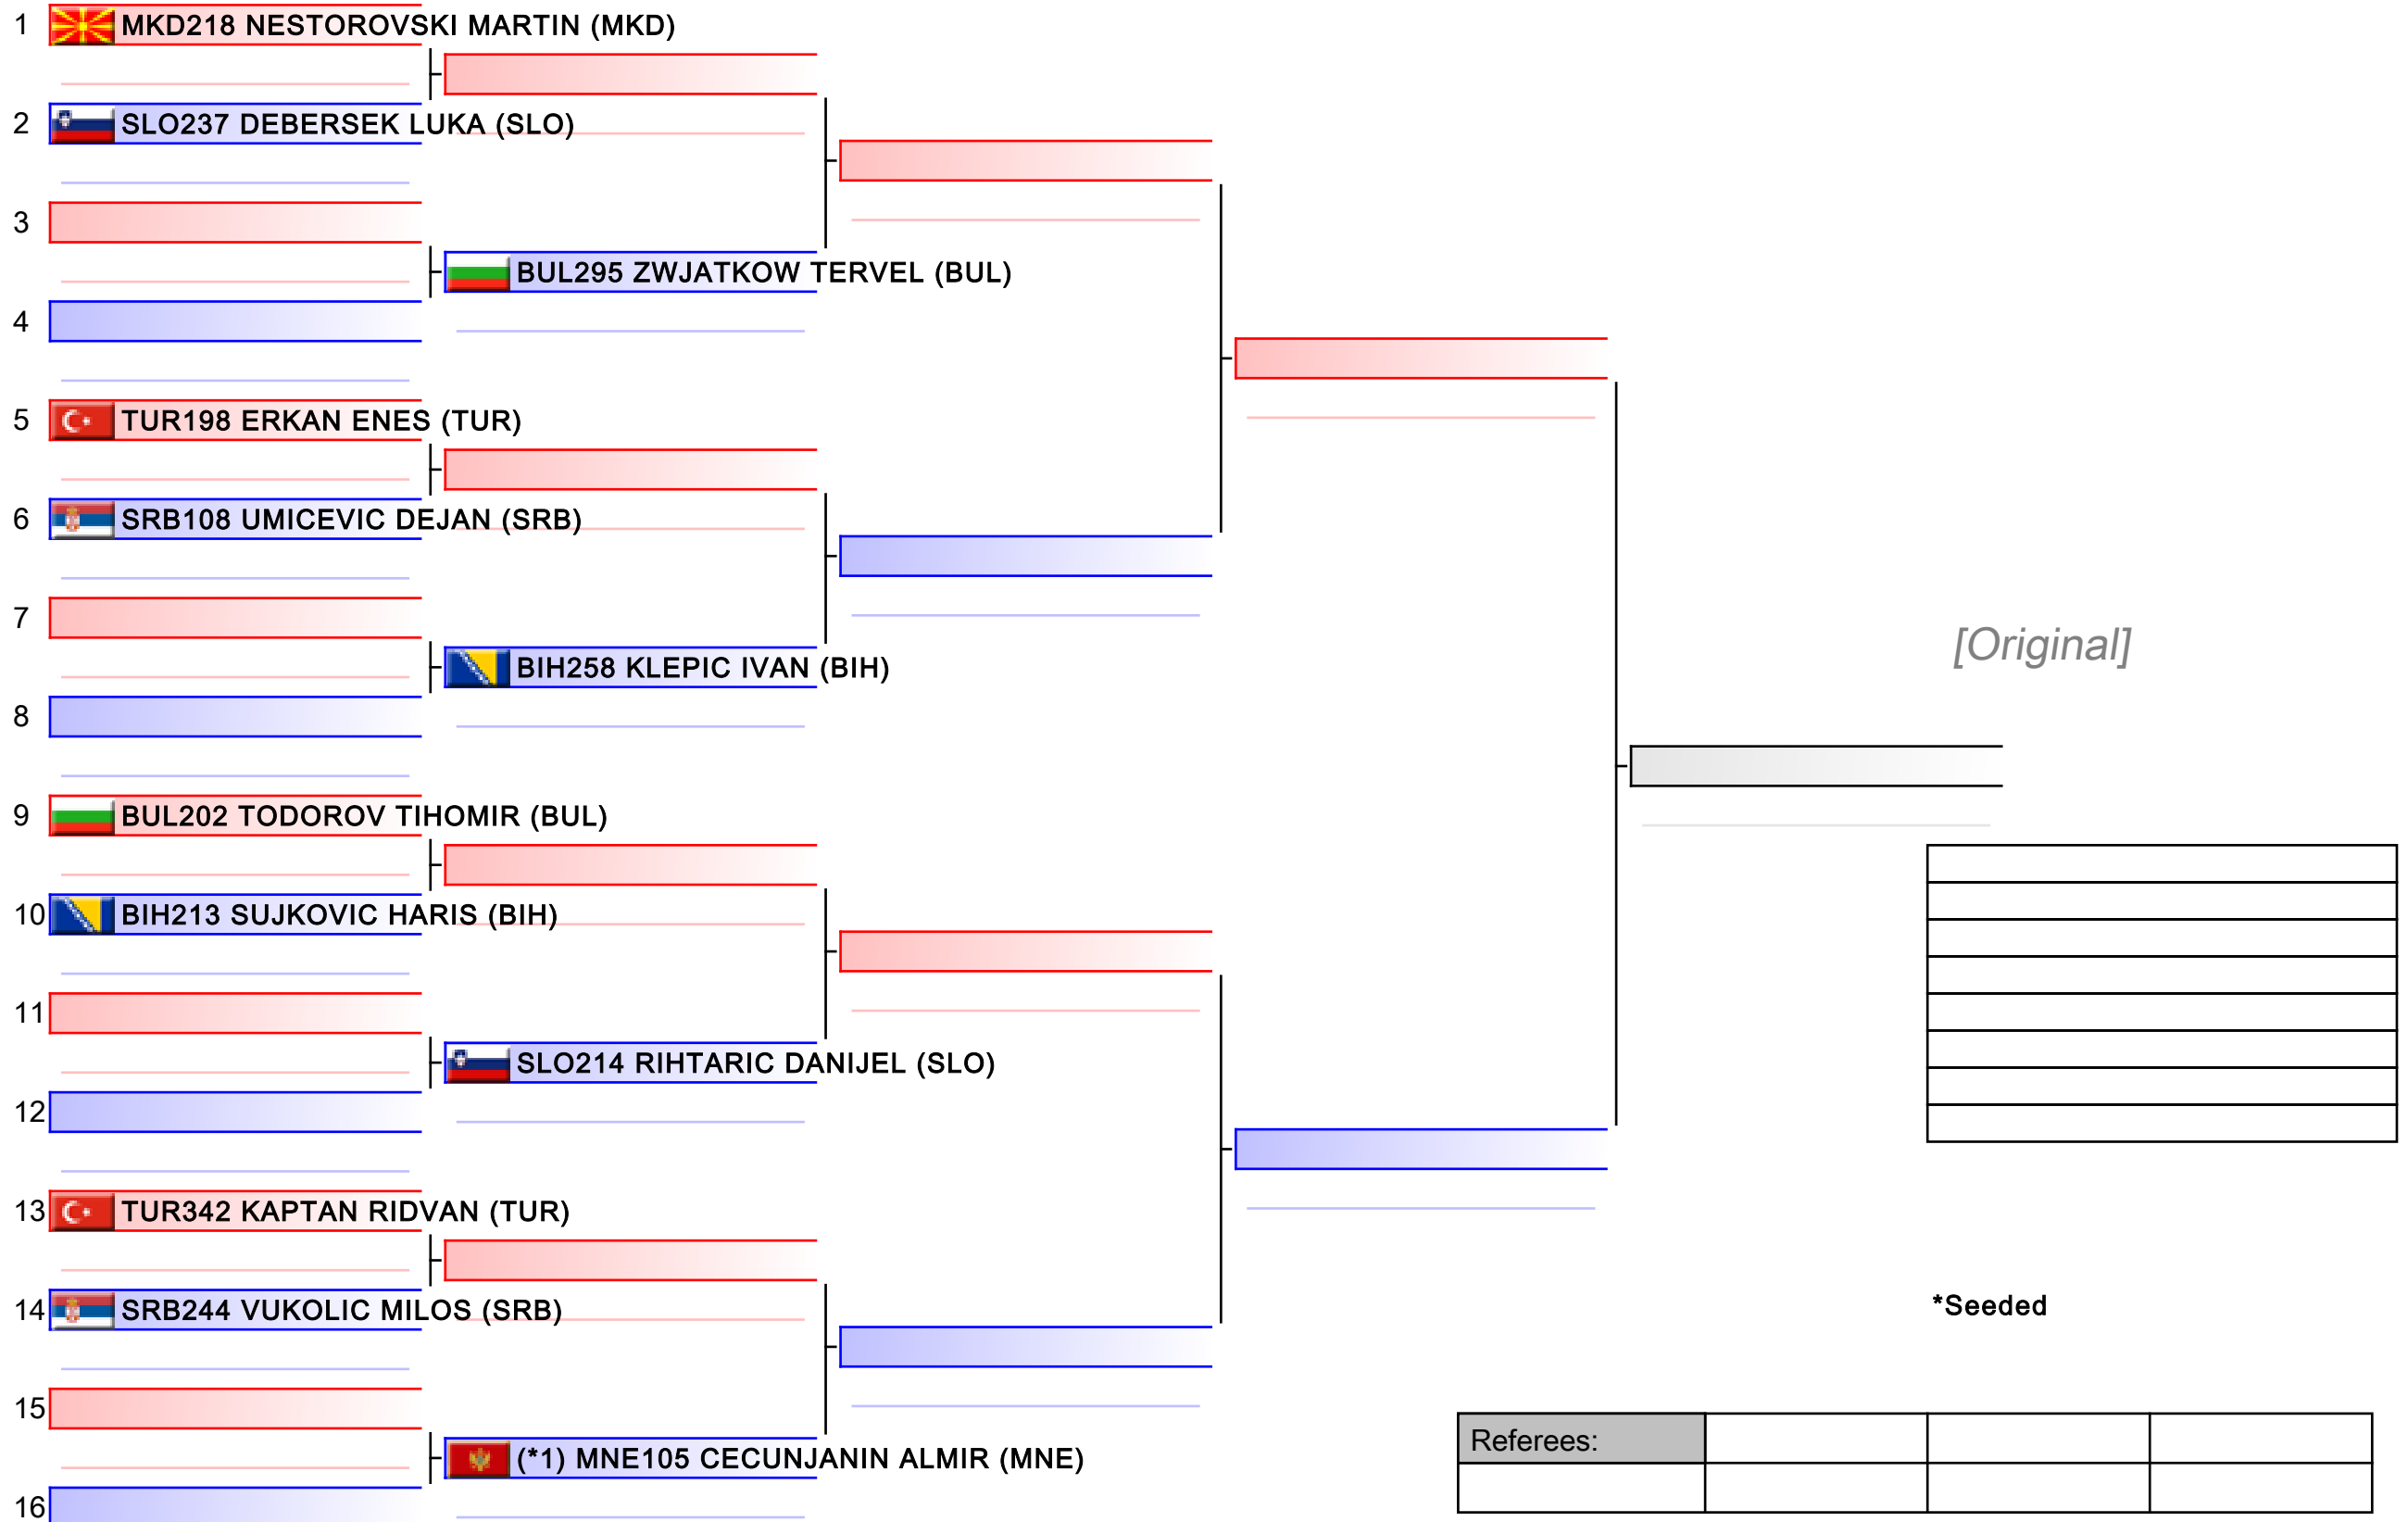 1 MKD218 NESTOROVSKI MARTIN (MKD)
2 SLO237 DEBERSEK LUKA (SLO)
3
BUL295 ZWJATKOW TERVEL (BUL)
4
5 TUR198 ERKAN ENES (TUR)
6 SRB108 UMICEVIC DEJAN (SRB)
7
[Original]
BIH258 KLEPIC IVAN (BIH)
8
9 BUL202 TODOROV TIHOMIR (BUL)
10 BIH213 SUJKOVIC HARIS (BIH)
11
SLO214 RIHTARIC DANIJEL (SLO)
12
13 TUR342 KAPTAN RIDVAN (TUR)
14 SRB244 VUKOLIC MILOS (SRB)
*Seeded
15
(*1) MNE105 CECUNJANIN ALMIR (MNE)
Referees:
16